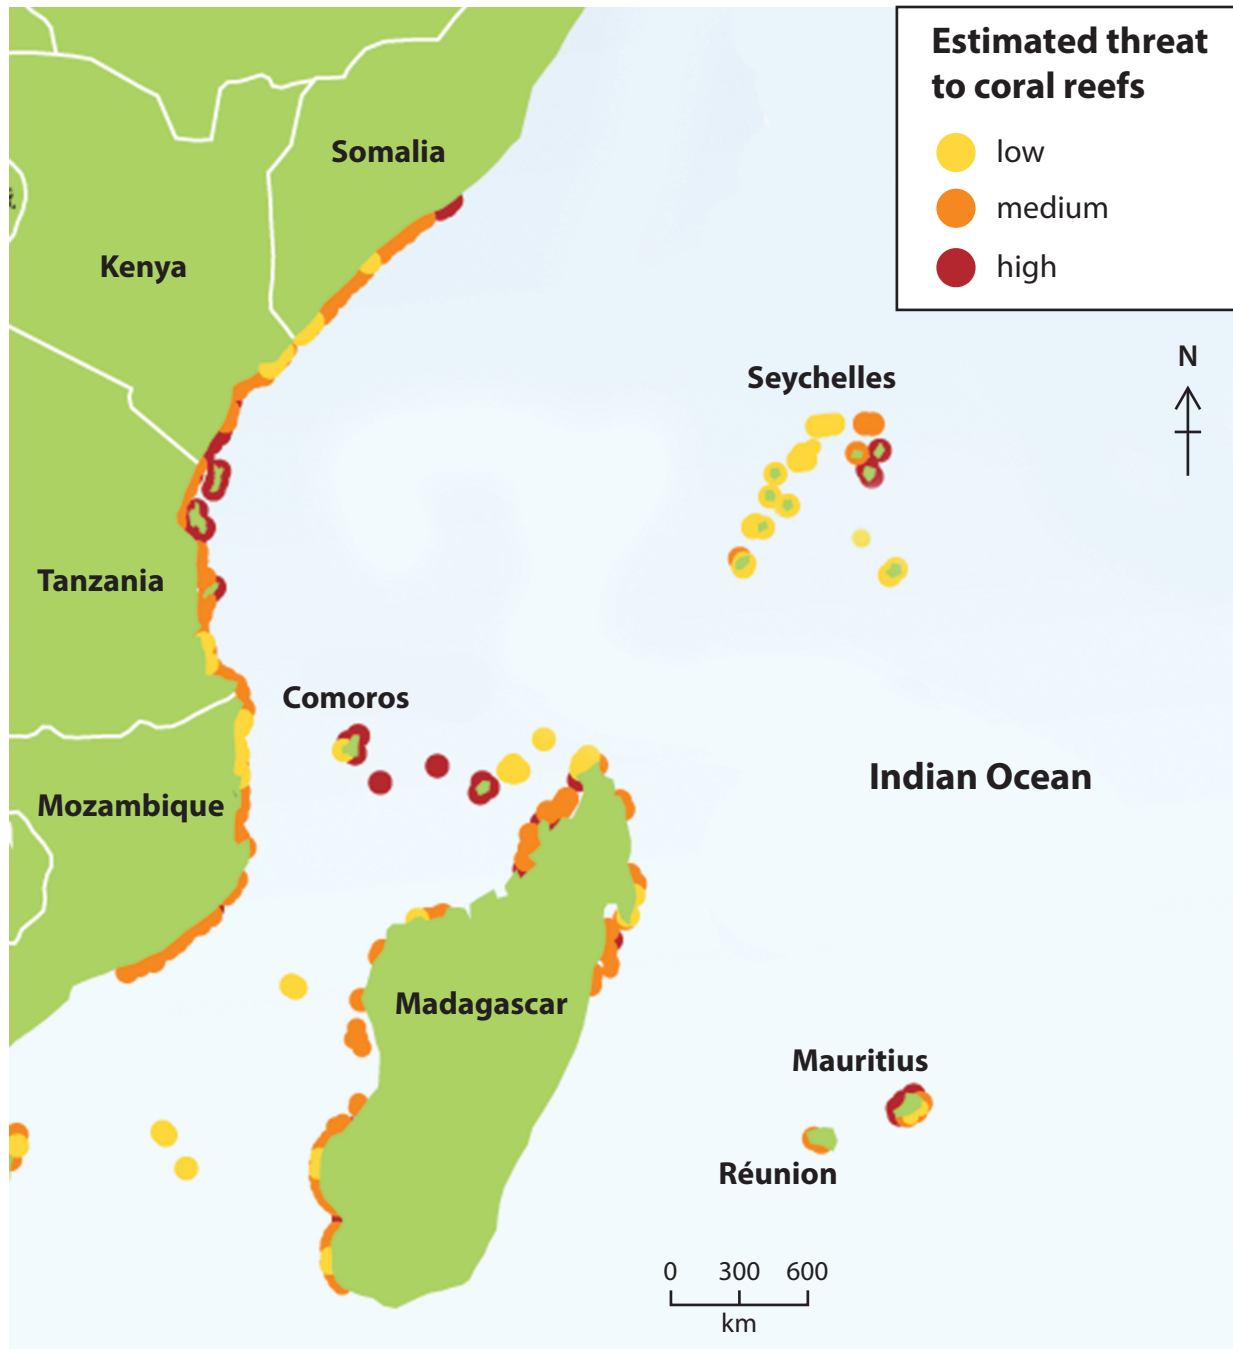 Estimated threat
to coral reefs
low
medium
high
Somalia
Kenya
N
Seychelles
Tanzania
Comoros
Indian Ocean
Mozambique
Madagascar
Mauritius
Réunion
0 300 600
km